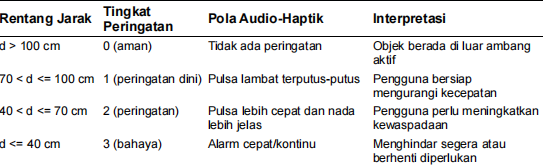 Rentang Jarak Tingkat Peringatan Pola Audio-Haptik Interpretasi
d > 100 cm 0 (aman) Tidak ada peringatan Objek berada di luar ambang aktif
70 < d <= 100 cm 1 (peringatan dini) Pulsa lambat terputus-putus Pengguna bersiap mengurangi kecepatan
40 < d <= 70 cm 2 (peringatan) Pulsa lebih cepat dan nada lebih jelas Pengguna perlu meningkatkan kewaspadaan
d <= 40 cm 3 (bahaya) Alarm cepat/kontinu Menghindar segera atau berhenti diperlukan